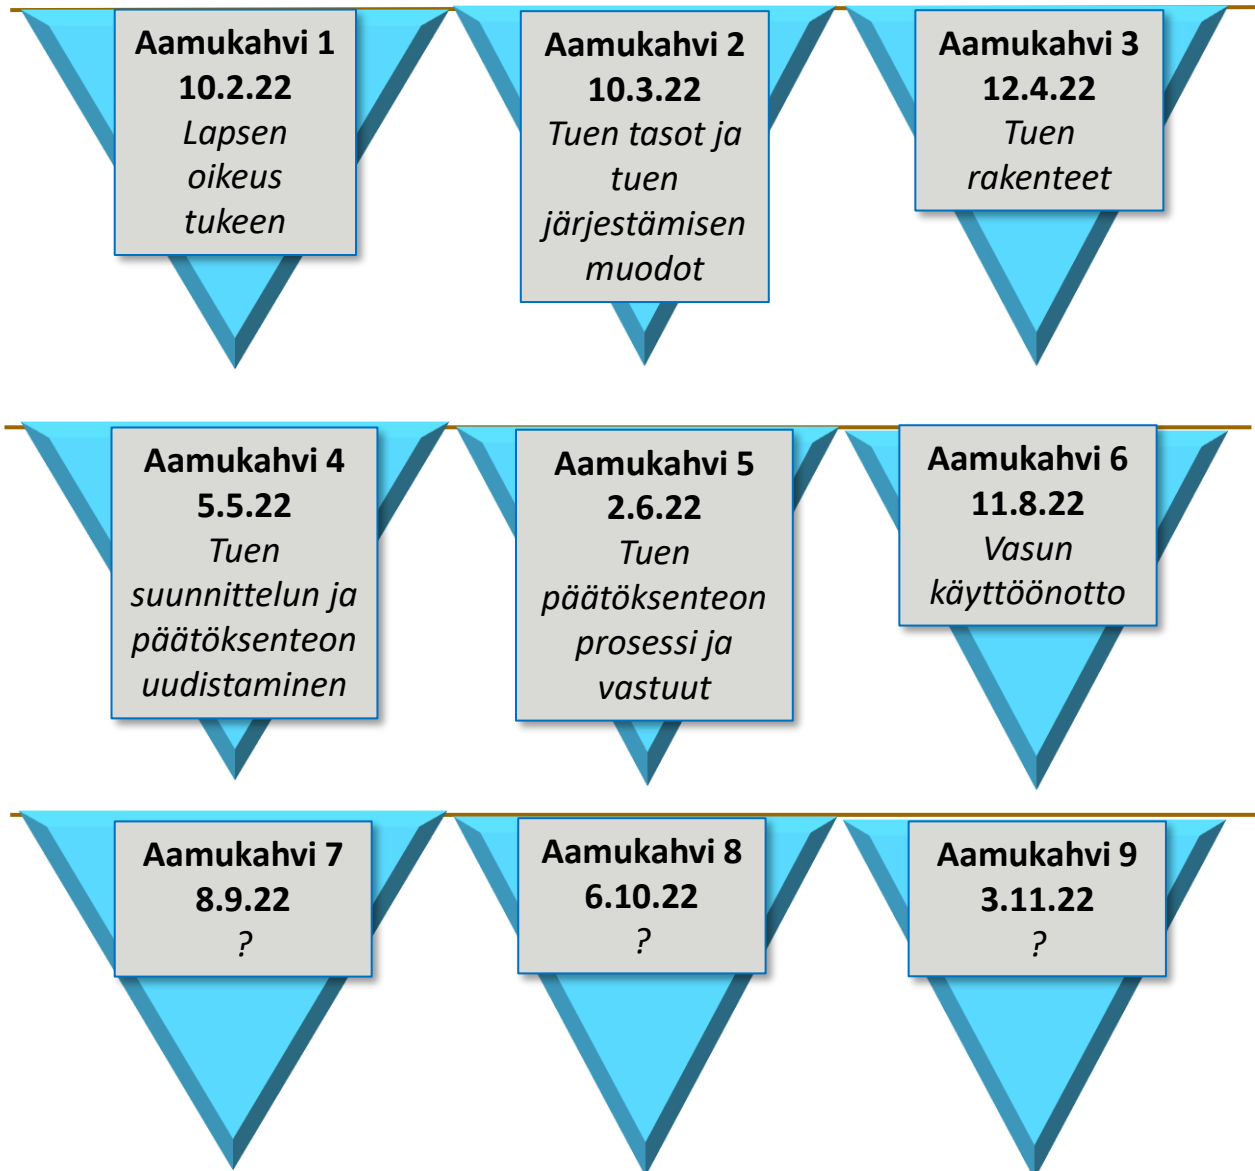 Aamukahvi 1
10.2.22
Lapsen
oikeus
tukeen
Aamukahvi 2
10.3.22
Tuen tasot ja
tuen
järjestämisen
muodot
Aamukahvi 3
12.4.22
Tuen
rakenteet
Aamukahvi 4
5.5.22
Tuen
suunnittelun ja
päätöksenteon
uudistaminen
Aamukahvi 5
2.6.22
Tuen
päätöksenteon
prosessi ja
vastuut
Aamukahvi 6
11.8.22
Vasun
käyttöönotto
Aamukahvi 7
8.9.22
?
Aamukahvi 8
6.10.22
?
Aamukahvi 9
3.11.22
?